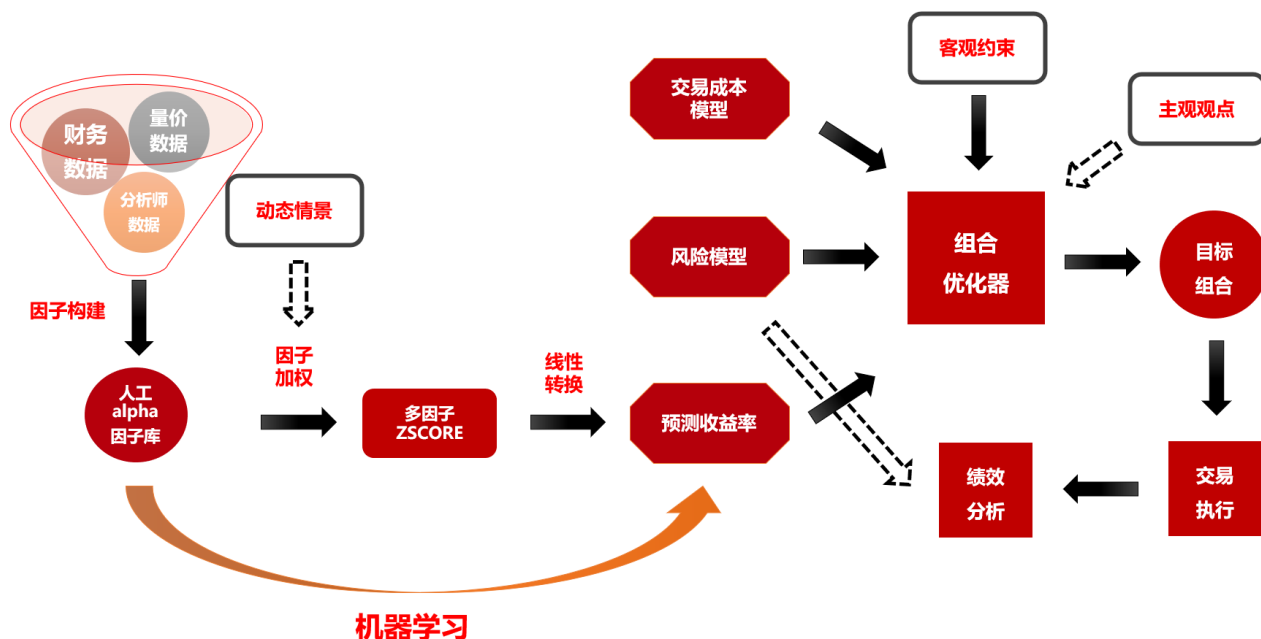 财务
数据
量价
数据
分析师
数据
因子构建
人工
alpha
因子库
动态情景
因子
加权
多因子
ZSCORE
线性
转换
机器学习
交易成本
模型
风险模型
预测收益率
客观约束
主观观点
组合
优化器
目标
组合
交易
执行
绩效
分析